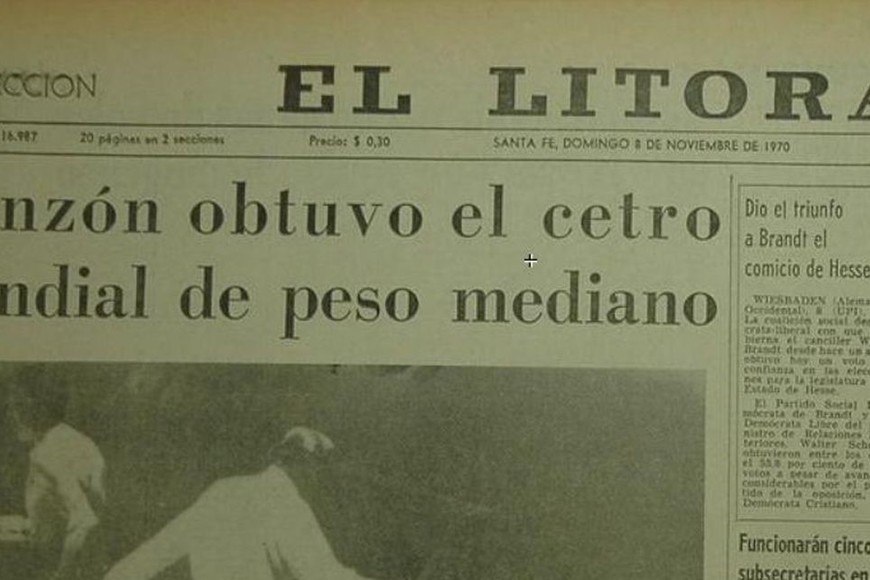 CCION
EL LITORA
16.987 20 páginas en 2 secciones Precio: $ 0,30 SANTA FE, DOMINGO 8 DE NOVIEMBRE DE 1970
nzón obtuvo el cetro
ndial de peso mediano
Dio el triunfo
a Brandt el
comicio de Hesse
WIESBADEN (Alema
Occidental), 8 (UPI).
La coalición social dem
crata-liberal con que
bierna el canciller W
Brandt desde hace un a
obtuvo hoy un voto
confianza en las elec
nes para la legislatura
Estado de Hesse.
El Partido Social
mócrata de Brandt y
Demócrata Libre del
nistro de Relaciones
teriores, Walter Sch
obtuvieron entre los
el 55,8 por ciento de
votos a pesar de avan
considerables por el p
tido de la oposición,
Demócrata Cristiano.
Funcionarán cinco
subsecretarías en